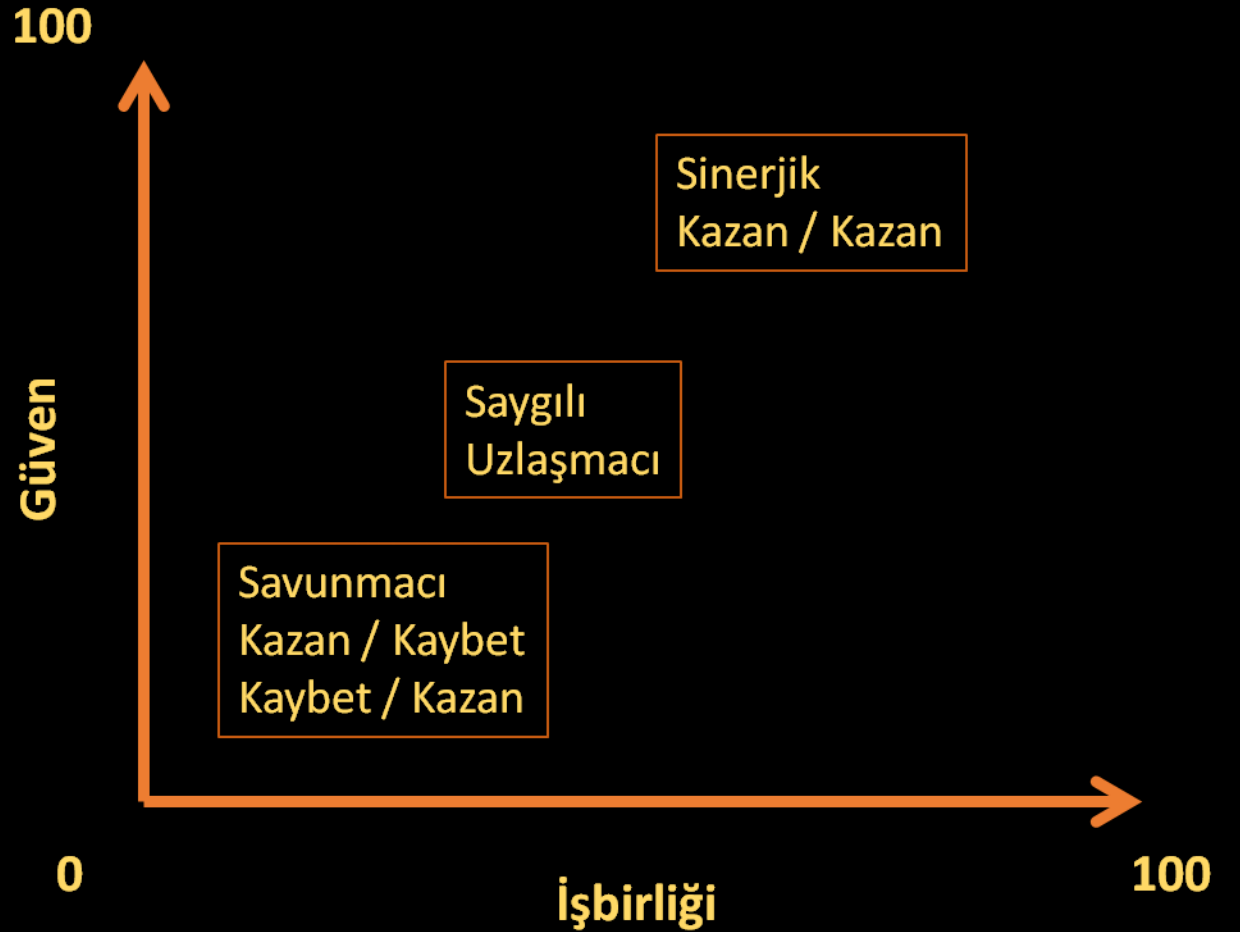 100
Sinerjik
Kazan / Kazan
Güven
Saygılı
Uzlaşmacı
Savunmacı
Kazan / Kaybet
Kaybet / Kazan
0
İşbirliği
100